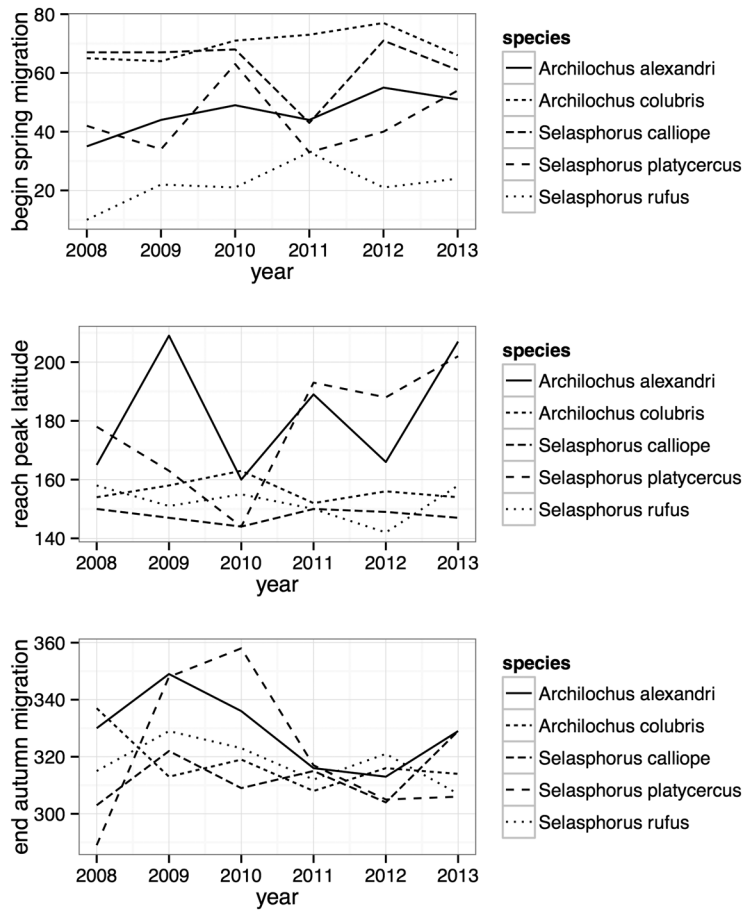 begin spring migration
80
60
40
20
2008 2009 2010 2011 2012 2013
year
species
Archilochus alexandri
Archilochus colubris
Selasphorus calliope
Selasphorus platycercus
Selasphorus rufus
reach peak latitude
200
180
160
140
2008 2009 2010 2011 2012 2013
year
species
Archilochus alexandri
Archilochus colubris
Selasphorus calliope
Selasphorus platycercus
Selasphorus rufus
end autumn migration
360
340
320
300
2008 2009 2010 2011 2012 2013
year
species
Archilochus alexandri
Archilochus colubris
Selasphorus calliope
Selasphorus platycercus
Selasphorus rufus